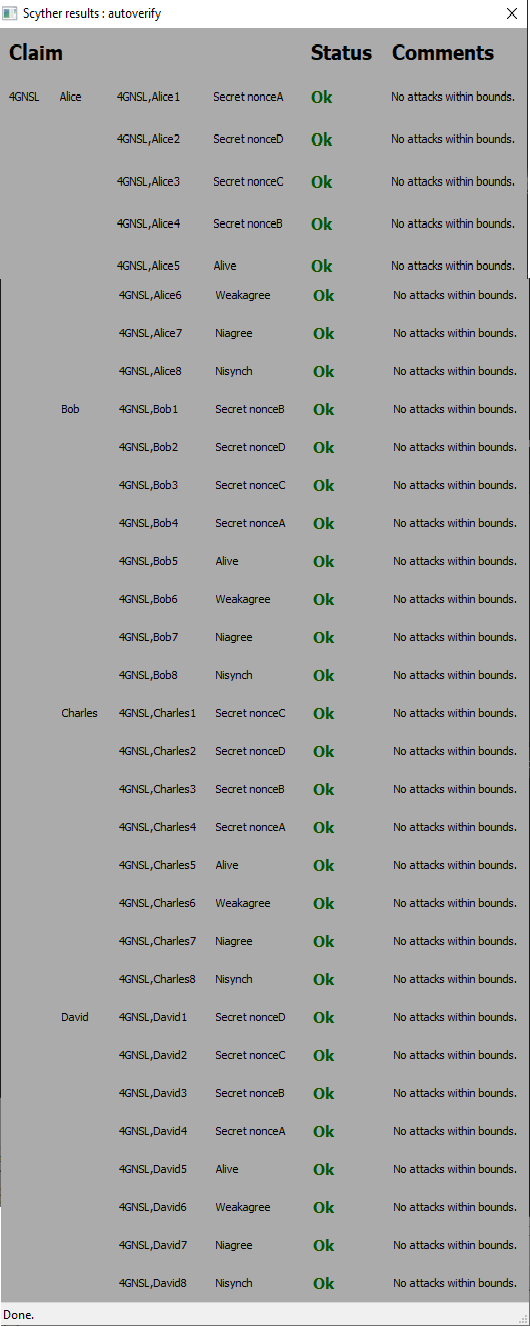 Scyther results : autoverify
Claim Status Comments
4GNSL Alice 4GNSL,Alice1 Secret nonceA Ok No attacks within bounds.
4GNSL,Alice2 Secret nonceD Ok No attacks within bounds.
4GNSL,Alice3 Secret nonceC Ok No attacks within bounds.
4GNSL,Alice4 Secret nonceB Ok No attacks within bounds.
4GNSL,Alice5 Alive Ok No attacks within bounds.
4GNSL,Alice6 Weakagree Ok No attacks within bounds.
4GNSL,Alice7 Niagree Ok No attacks within bounds.
4GNSL,Alice8 Nisynch Ok No attacks within bounds.
Bob 4GNSL,Bob1 Secret nonceB Ok No attacks within bounds.
4GNSL,Bob2 Secret nonceD Ok No attacks within bounds.
4GNSL,Bob3 Secret nonceC Ok No attacks within bounds.
4GNSL,Bob4 Secret nonceA Ok No attacks within bounds.
4GNSL,Bob5 Alive Ok No attacks within bounds.
4GNSL,Bob6 Weakagree Ok No attacks within bounds.
4GNSL,Bob7 Niagree Ok No attacks within bounds.
4GNSL,Bob8 Nisynch Ok No attacks within bounds.
Charles 4GNSL,Charles1 Secret nonceC Ok No attacks within bounds.
4GNSL,Charles2 Secret nonceD Ok No attacks within bounds.
4GNSL,Charles3 Secret nonceB Ok No attacks within bounds.
4GNSL,Charles4 Secret nonceA Ok No attacks within bounds.
4GNSL,Charles5 Alive Ok No attacks within bounds.
4GNSL,Charles6 Weakagree Ok No attacks within bounds.
4GNSL,Charles7 Niagree Ok No attacks within bounds.
4GNSL,Charles8 Nisynch Ok No attacks within bounds.
David 4GNSL,David1 Secret nonceD Ok No attacks within bounds.
4GNSL,David2 Secret nonceC Ok No attacks within bounds.
4GNSL,David3 Secret nonceB Ok No attacks within bounds.
4GNSL,David4 Secret nonceA Ok No attacks within bounds.
4GNSL,David5 Alive Ok No attacks within bounds.
4GNSL,David6 Weakagree Ok No attacks within bounds.
4GNSL,David7 Niagree Ok No attacks within bounds.
4GNSL,David8 Nisynch Ok No attacks within bounds.
Done.